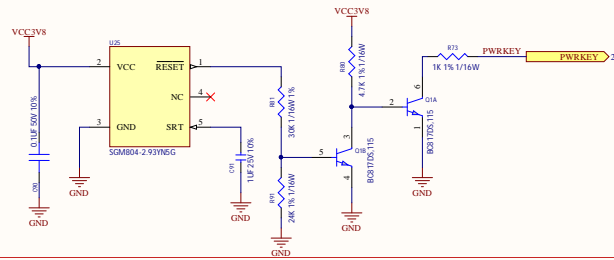 VCC3V8
0.1UF 50V 10%
C90
GND
U25
2
VCC
RESET
1
NC
4
3
GND
SRT
5
SGM804-2.93YN5G
GND
C91
1UF 25V 10%
GND
R81
30K 1/16W 1%
R91
24K 1% 1/16W
GND
VCC3V8
R80
4.7K 1% 1/16W
5
3
4
Q1B
BC817DS,115
GND
2
6
1
Q1A
BC817DS,115
GND
R73
1K 1% 1/16W
PWRKEY
PWRKEY
2